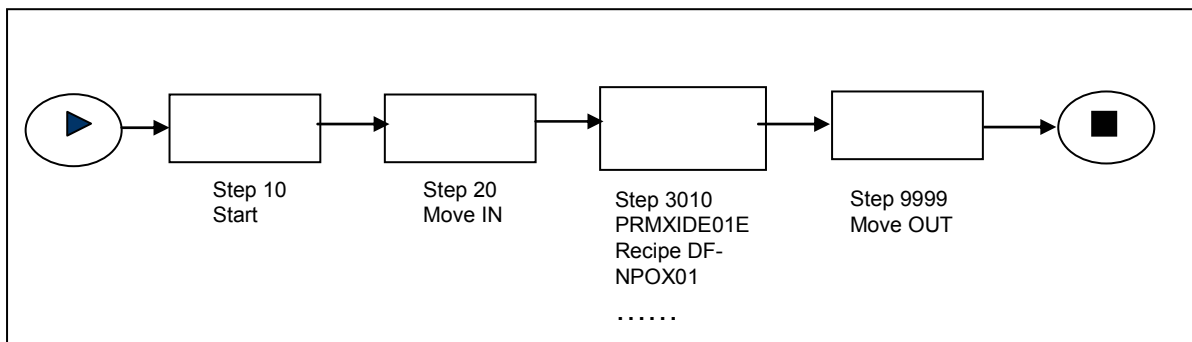 Step 10
Start
Step 20
Move IN
Step 3010
PRMXIDE01E
Recipe DF-
NPOX01
......
Step 9999
Move OUT